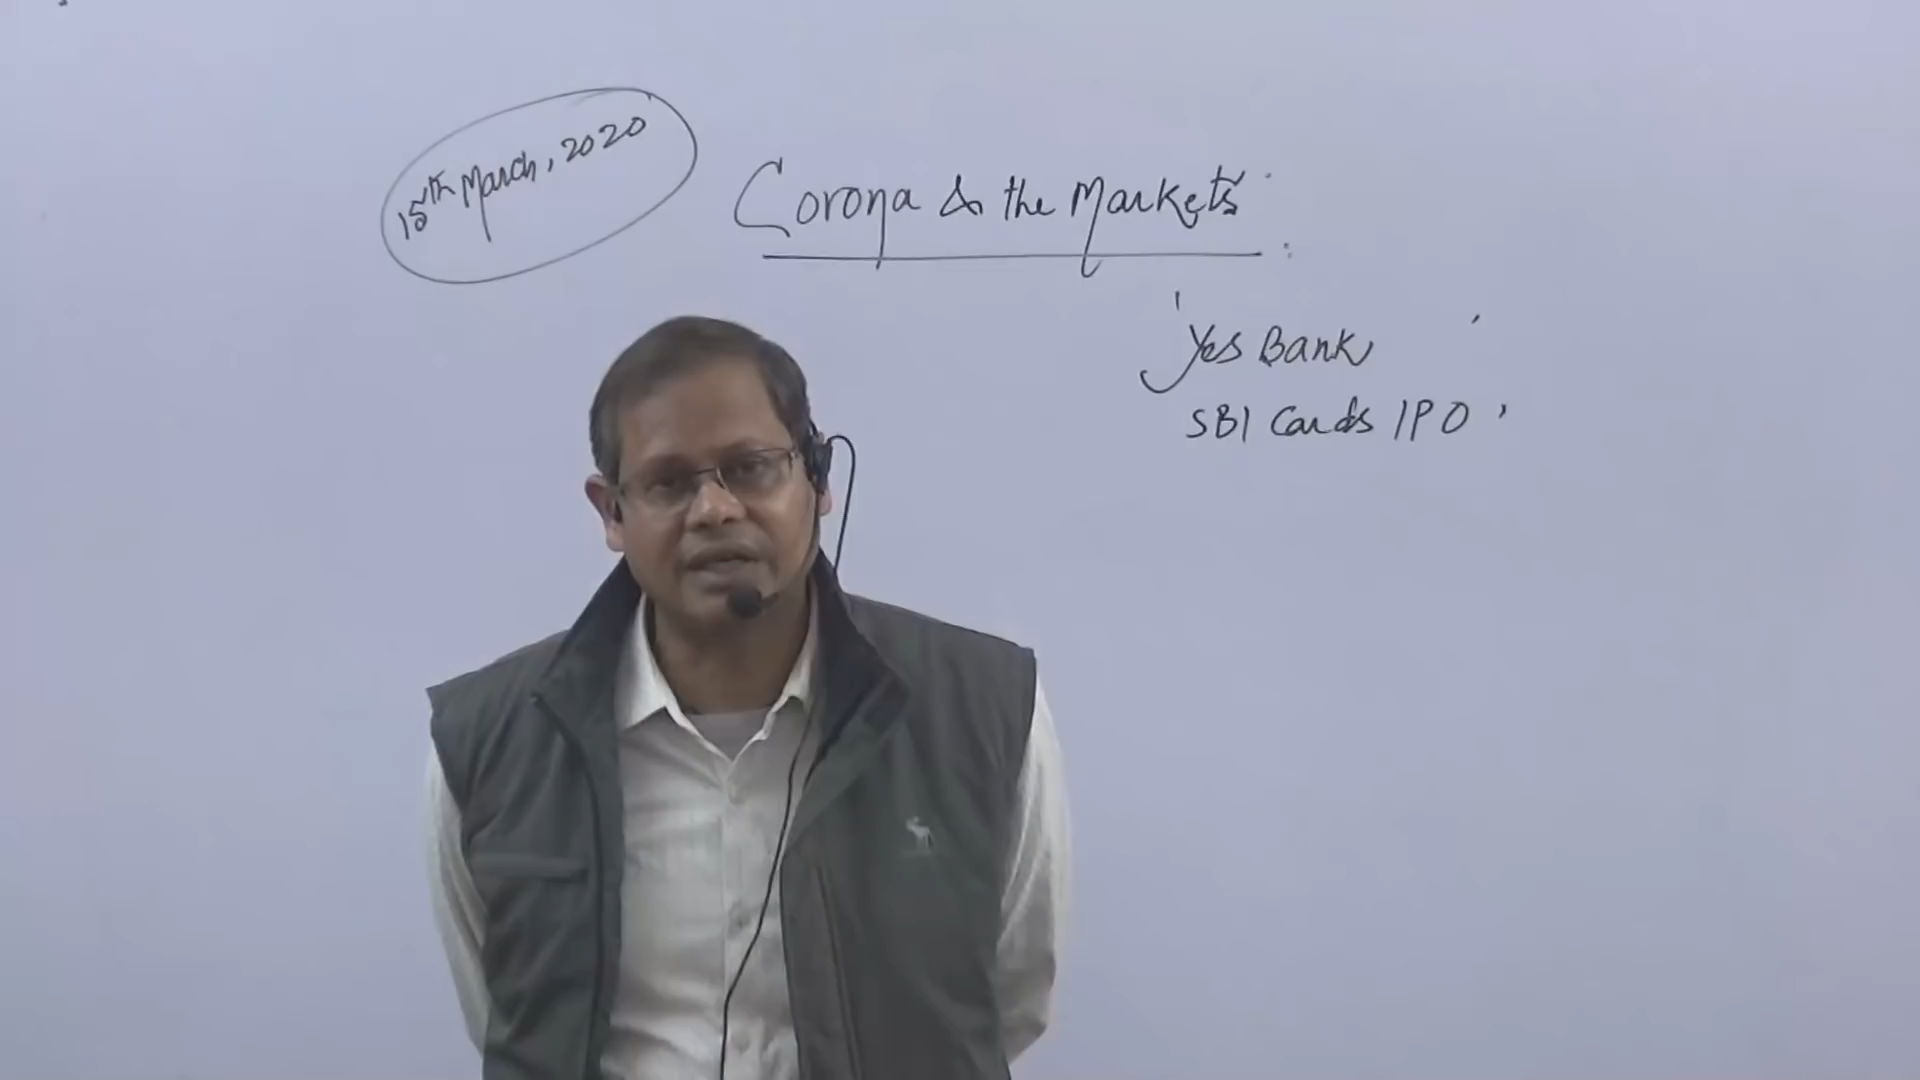 15th March, 2020
Corona & the Markets
Yes Bank
SBI Cards IPO